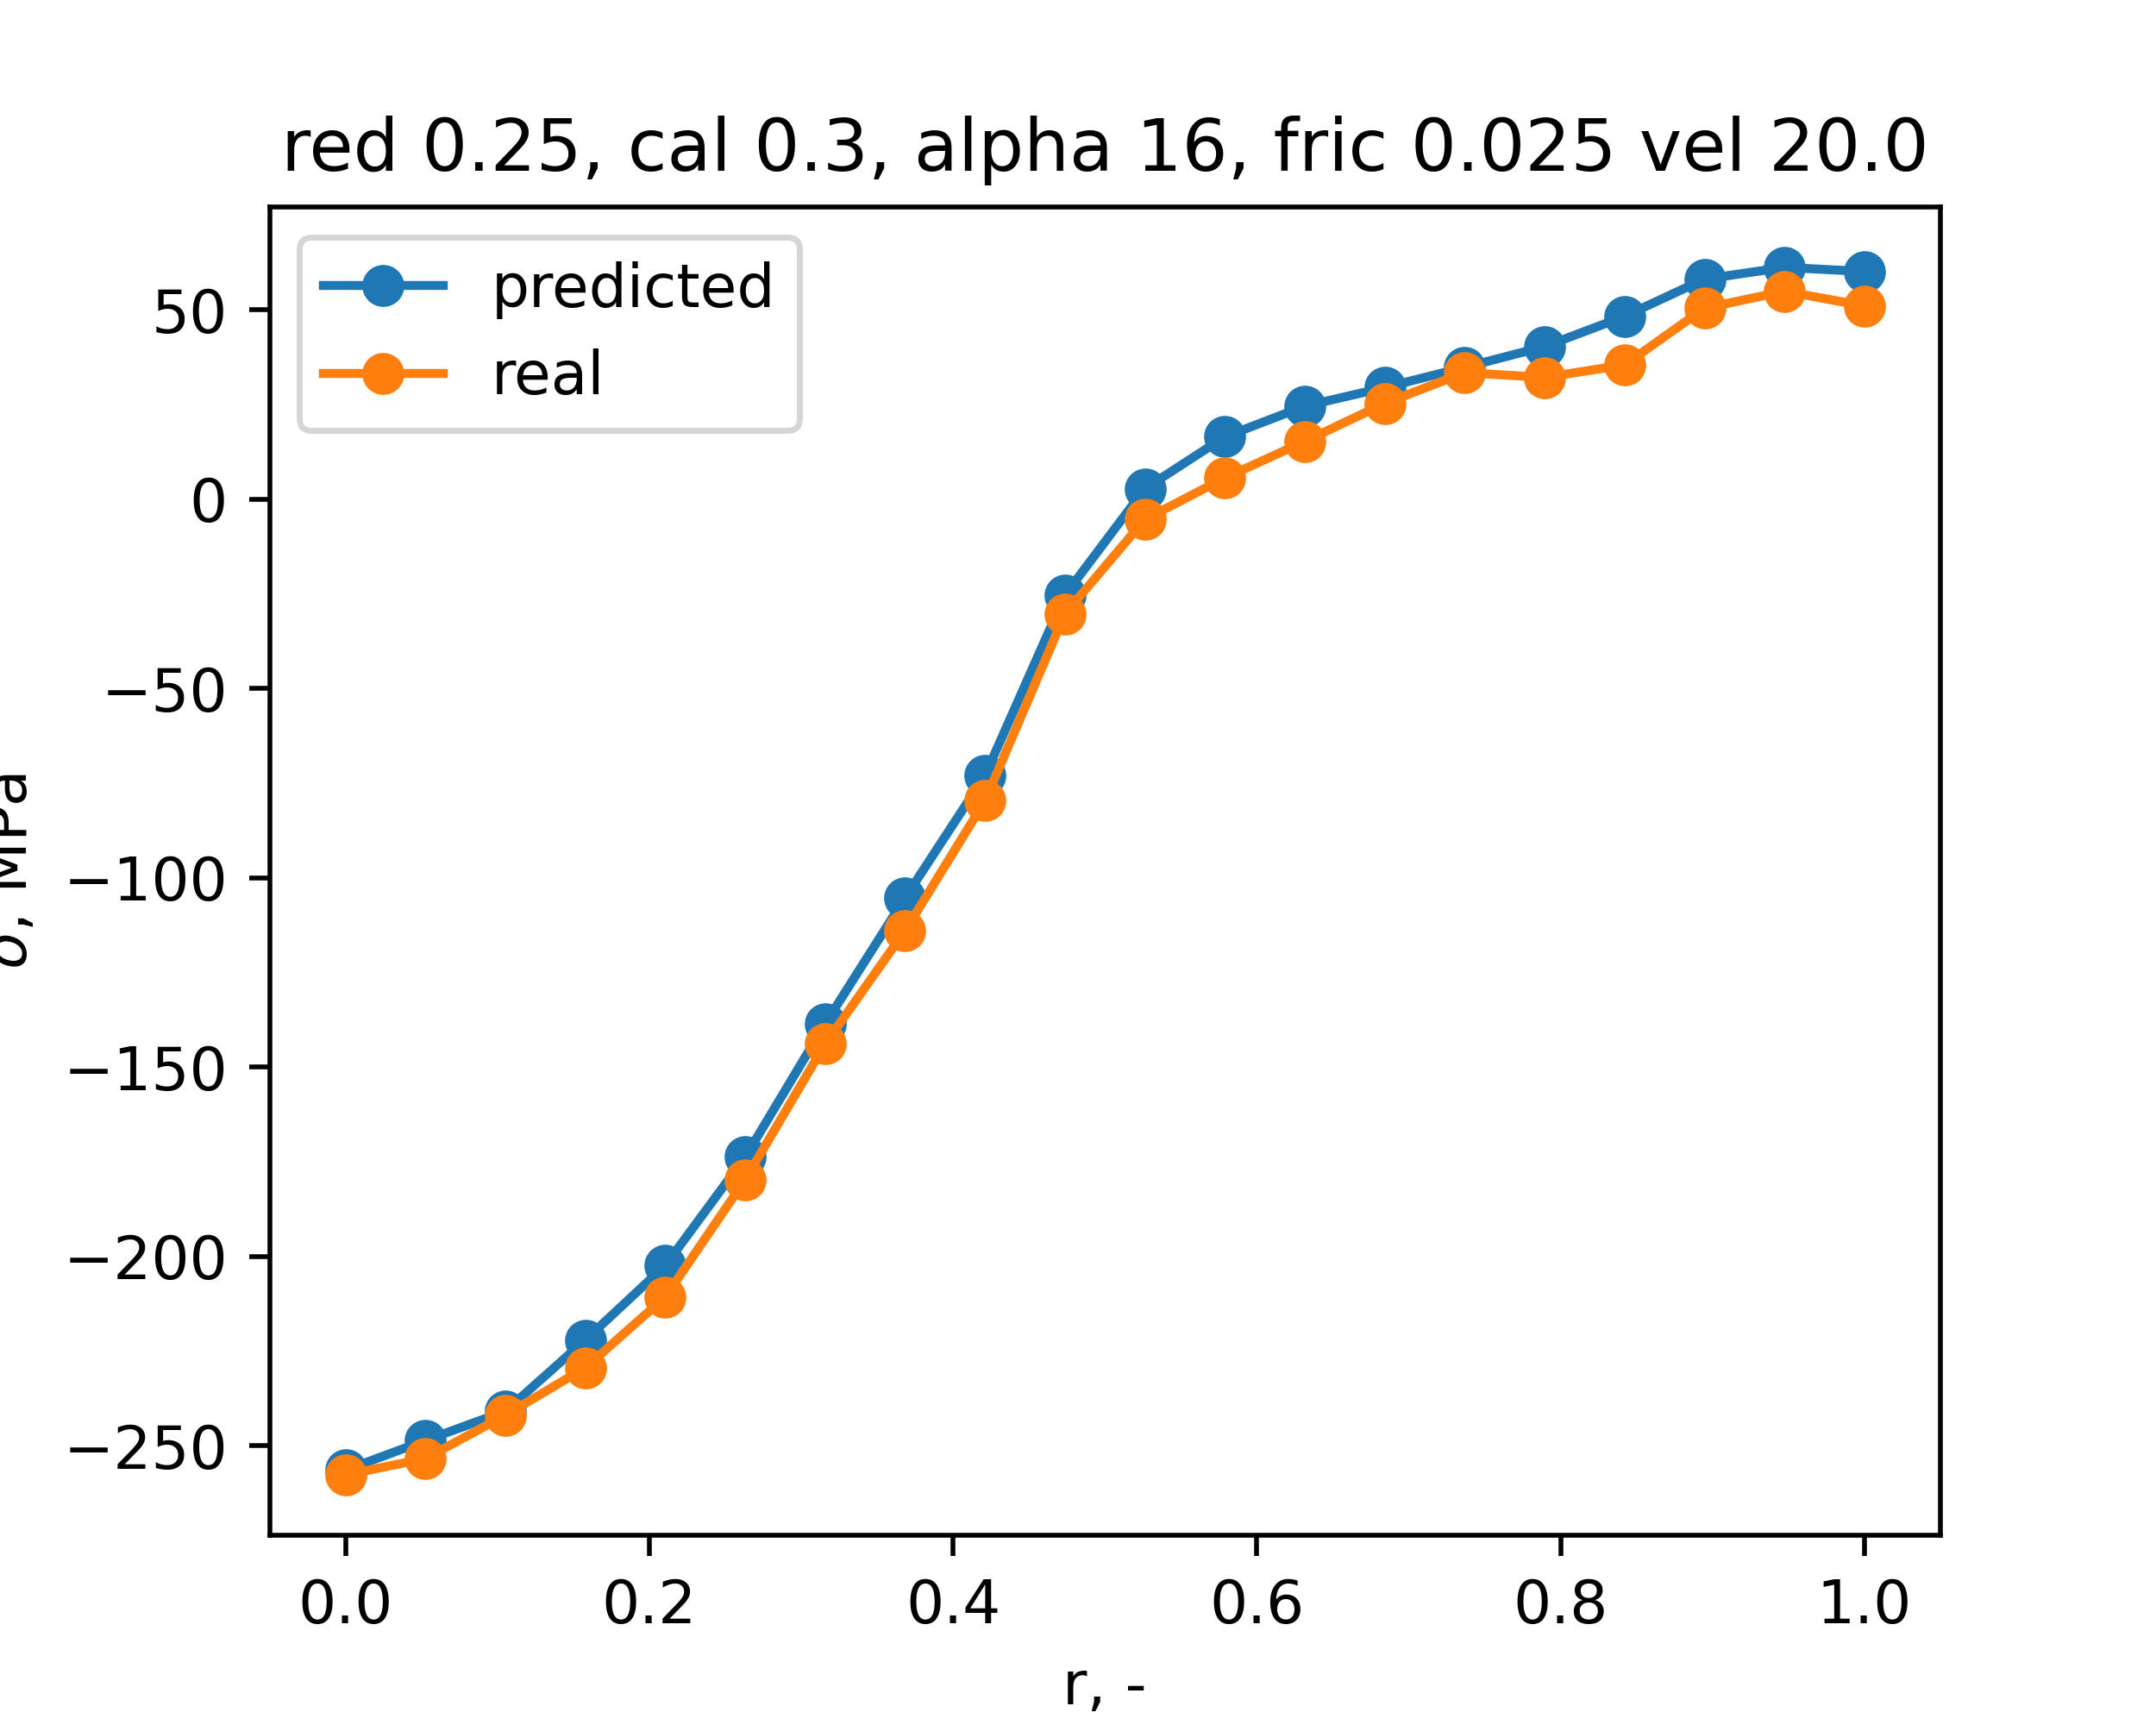 red 0.25, cal 0.3, alpha 16, fric 0.025 vel 20.0
predicted
real
50
0
−50
−100
−150
−200
−250
σ, MPa
0.0 0.2 0.4 0.6 0.8 1.0
r, -